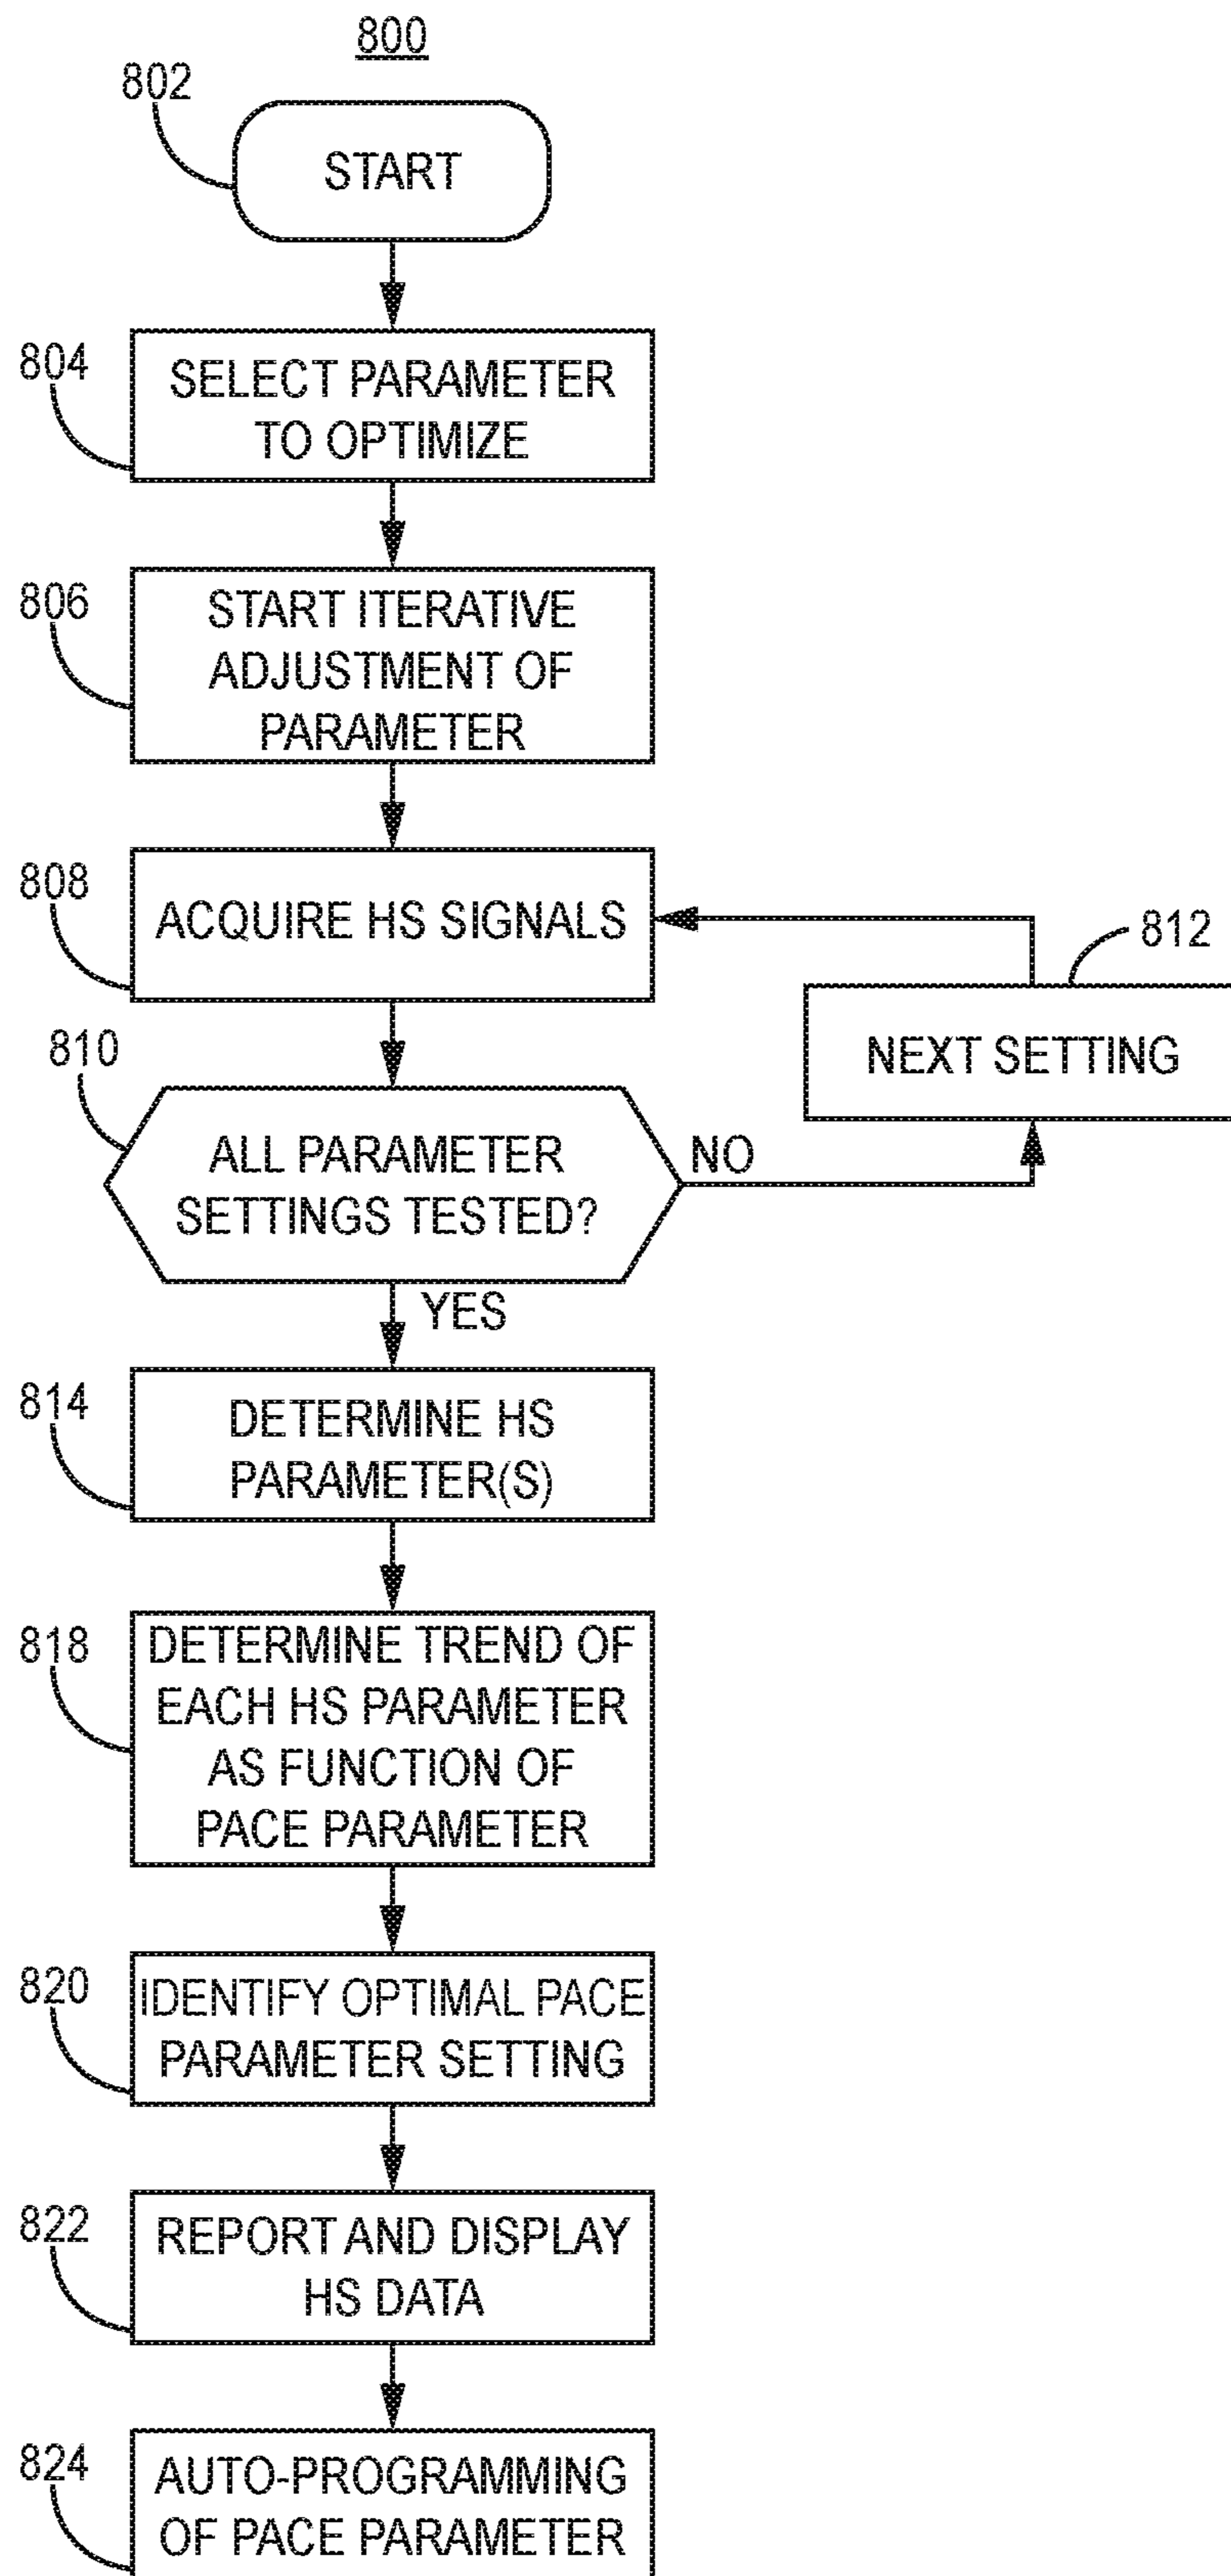 800
802
START
804
SELECT PARAMETER
TO OPTIMIZE
806
START ITERATIVE
ADJUSTMENT OF
PARAMETER
808
ACQUIRE HS SIGNALS
812
NEXT SETTING
810
ALL PARAMETER
SETTINGS TESTED?
NO
YES
814
DETERMINE HS
PARAMETER(S)
818
DETERMINE TREND OF
EACH HS PARAMETER
AS FUNCTION OF
PACE PARAMETER
820
IDENTIFY OPTIMAL PACE
PARAMETER SETTING
822
REPORT AND DISPLAY
HS DATA
824
AUTO-PROGRAMMING
OF PACE PARAMETER